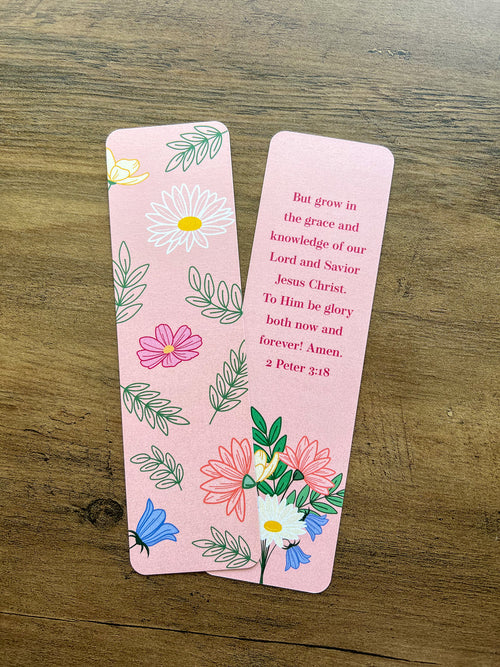 But grow in
the grace and
knowledge of our
Lord and Savior
Jesus Christ.
To Him be glory
both now and
forever! Amen.
2 Peter 3:18